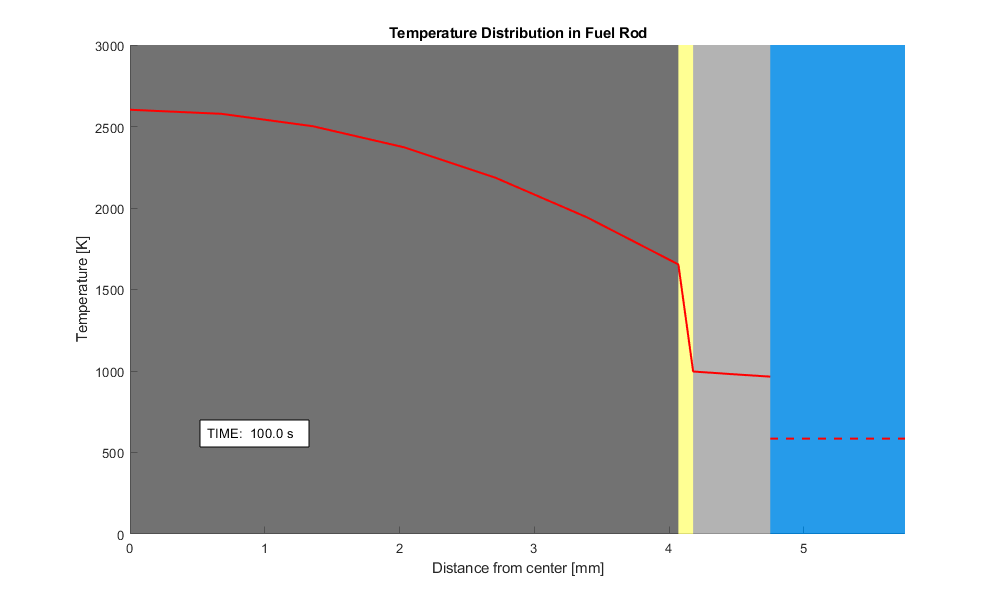 Temperature Distribution in Fuel Rod
3000
2500
2000
1500
1000
500
0
Temperature [K]
TIME:  100.0 s
0 1 2 3 4 5
Distance from center [mm]